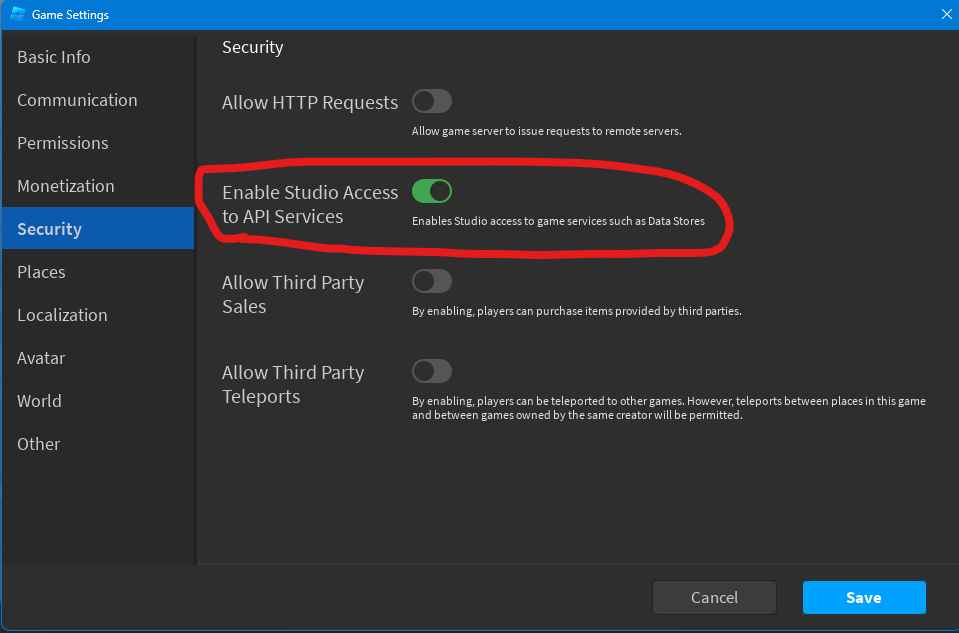 Game Settings
Basic Info
Communication
Permissions
Monetization
Security
Places
Localization
Avatar
World
Other
Security
Allow HTTP Requests
Allow game server to issue requests to remote servers.
Enable Studio Access
to API Services
Enables Studio access to game services such as Data Stores
Allow Third Party
Sales
By enabling, players can purchase items provided by third parties.
Allow Third Party
Teleports
By enabling, players can be teleported to other games. However, teleports between places in this game
and between games owned by the same creator will be permitted.
Cancel
Save